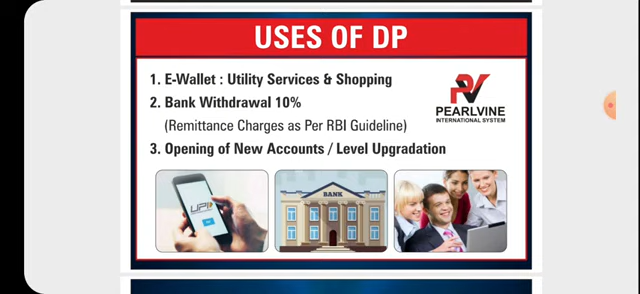 USES OF DP
1. E-Wallet : Utility Services & Shopping
2. Bank Withdrawal 10%
(Remittance Charges as Per RBI Guideline)
3. Opening of New Accounts / Level Upgradation
PV
PEARLVINE
INTERNATIONAL SYSTEM
UPI
BANK